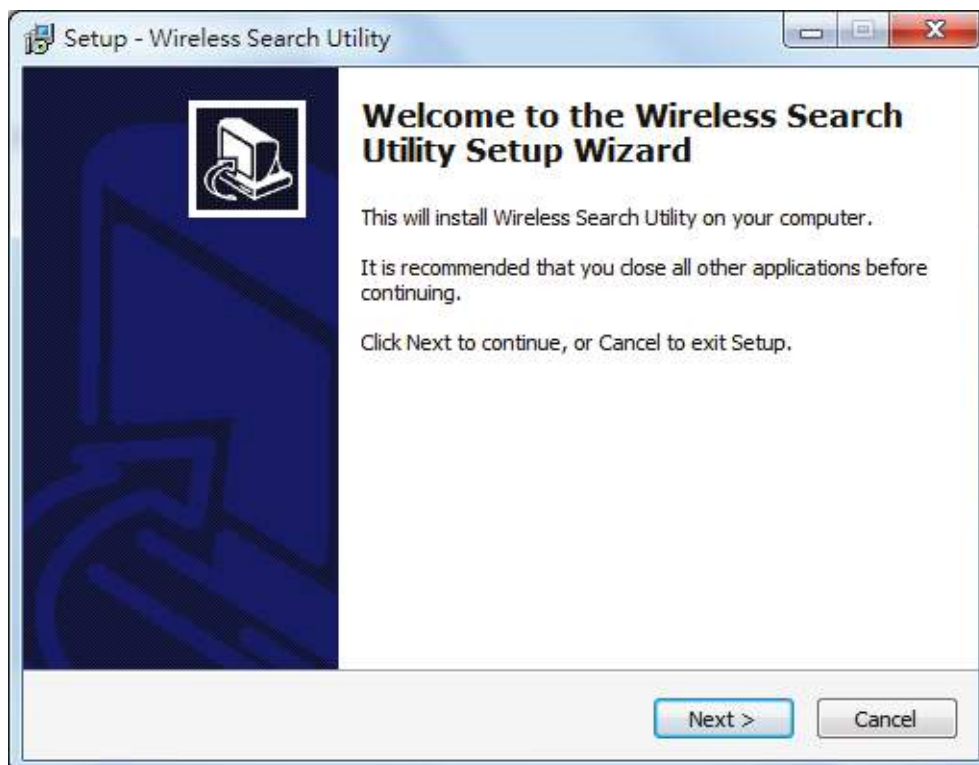 Setup - Wireless Search Utility
Welcome to the Wireless Search
Utility Setup Wizard
This will install Wireless Search Utility on your computer.
It is recommended that you close all other applications before
continuing.
Click Next to continue, or Cancel to exit Setup.
Next >
Cancel